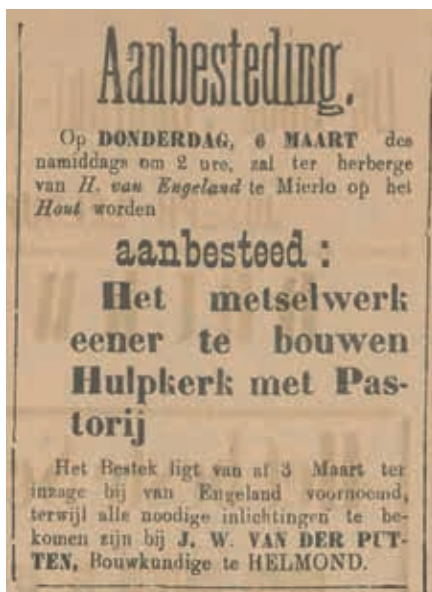 Aanbesteding.
Op DONDERDAG, 6 MAART des
namiddags om 2 ure, zal ter herberge
van H. van Engeland te Mierlo op het
Hout worden
aanbesteed :
Het metselwerk
eener te bouwen
Hulpkerk met Pas-
torij
Het Bestek ligt van af 3 Maart ter
inzage bij van Engeland voornoemd,
terwijl alle noodige inlichtingen te be-
komen zijn bij J. W. VAN DER PUT-
TEN, Bouwkundige te HELMOND.